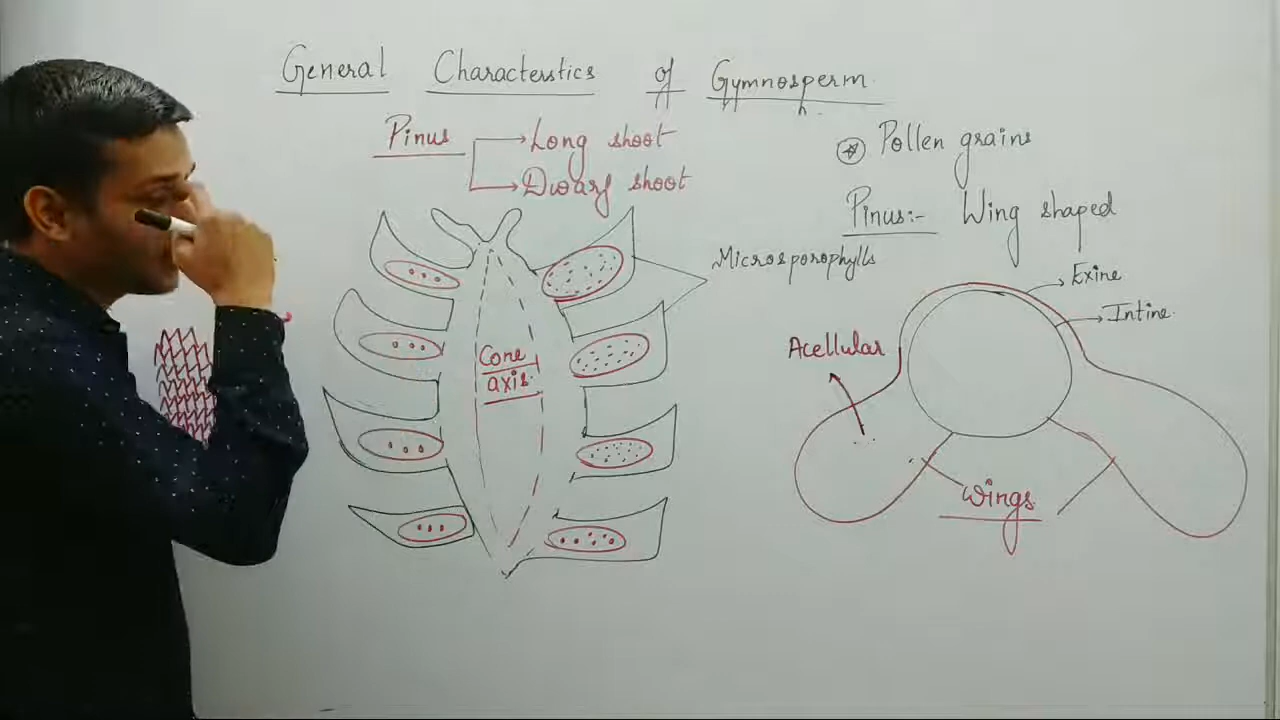 General Characterstics of Gymnosperm
Pinus
Long shoot
Dwarf shoot
Cone
axis
Microsporophylls
Pollen grains
Pinus:- Wing shaped
Exine
Intine
Acellular
Wings